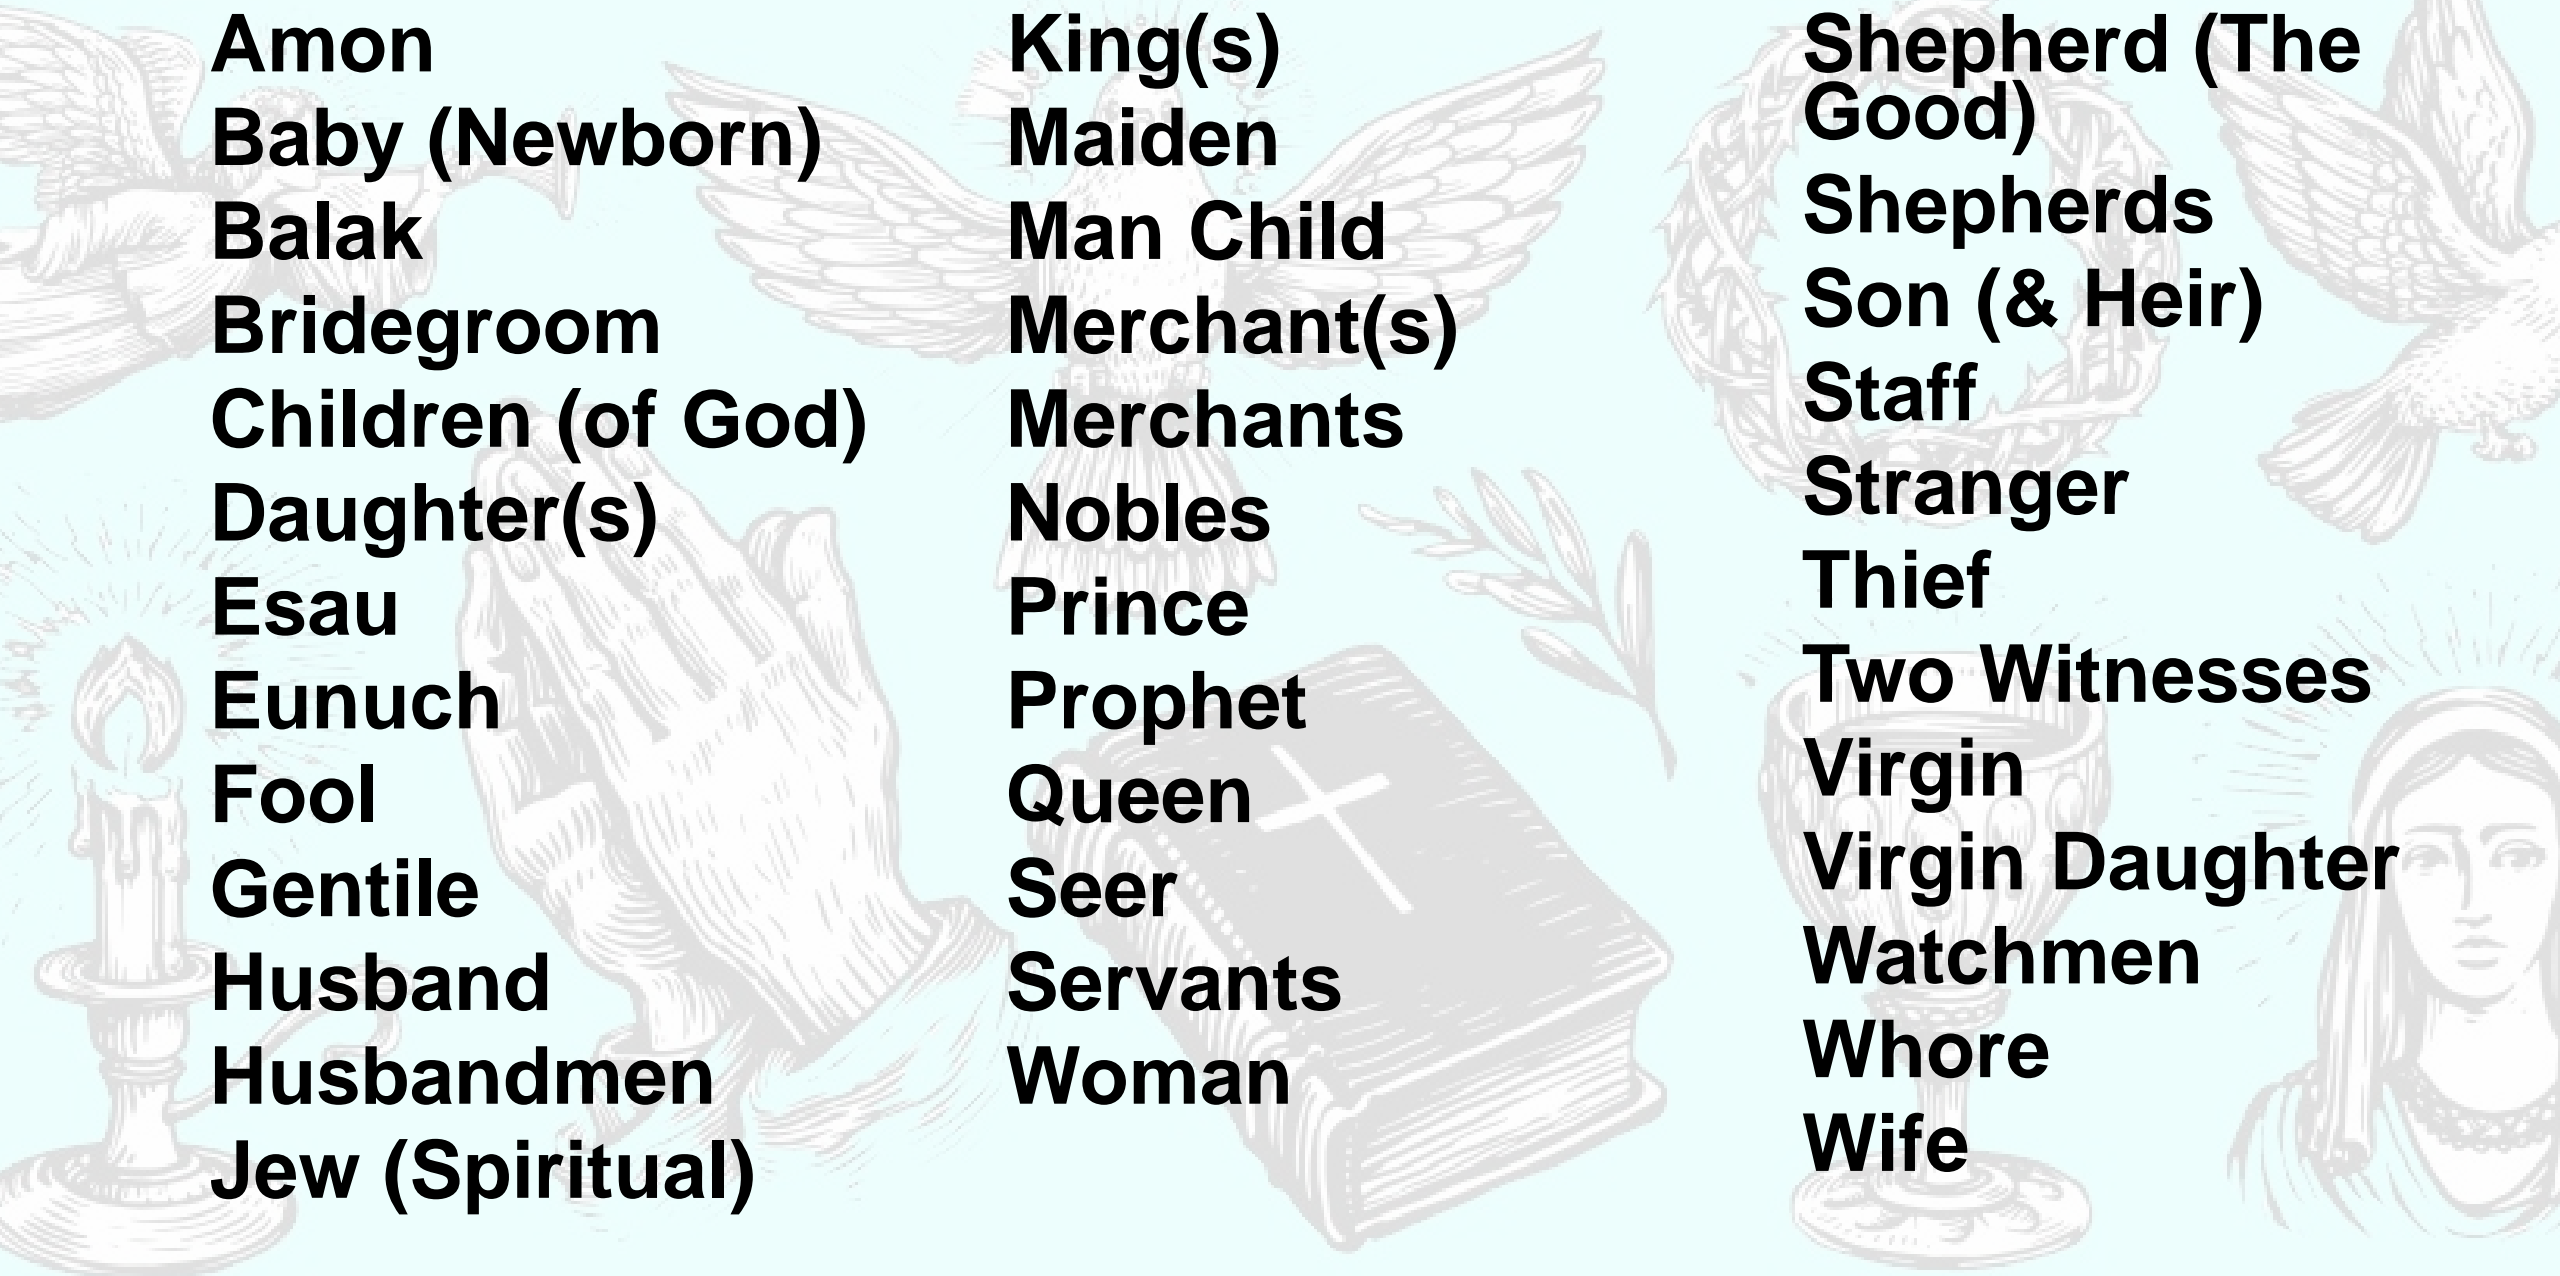 Amon
Baby (Newborn)
Balak
Bridegroom
Children (of God)
Daughter(s)
Esau
Eunuch
Fool
Gentile
Husband
Husbandmen
Jew (Spiritual)
King(s)
Maiden
Man Child
Merchant(s)
Merchants
Nobles
Prince
Prophet
Queen
Seer
Servants
Woman
Shepherd (The
Good)
Shepherds
Son (& Heir)
Staff
Stranger
Thief
Two Witnesses
Virgin
Virgin Daughter
Watchmen
Whore
Wife